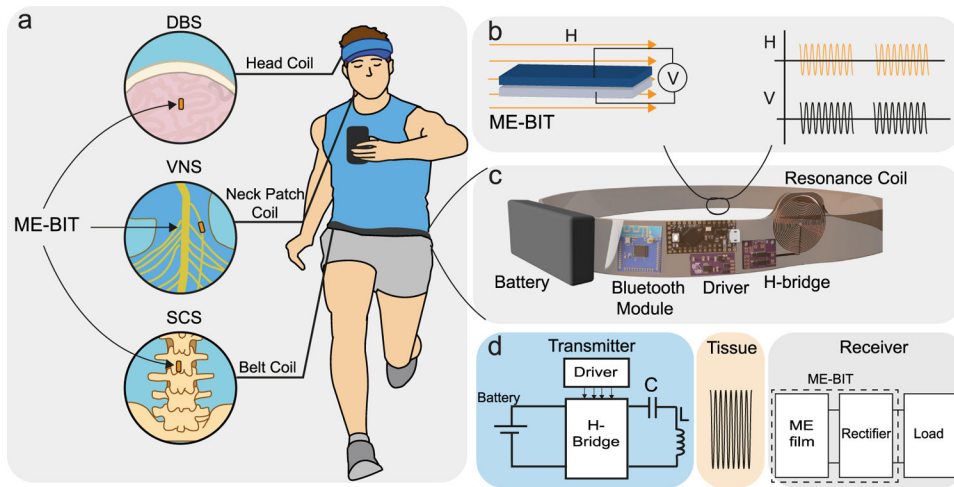 a
DBS
Head Coil
VNS
Neck Patch
Coil
ME-BIT
SCS
Belt Coil
b
H
V
ME-BIT
H
V
c
Resonance Coil
Battery
Bluetooth
Module
Driver
H-bridge
d
Transmitter
Driver
Battery
H-
Bridge
C
L
Tissue
Receiver
ME-BIT
ME
film
Rectifier
Load